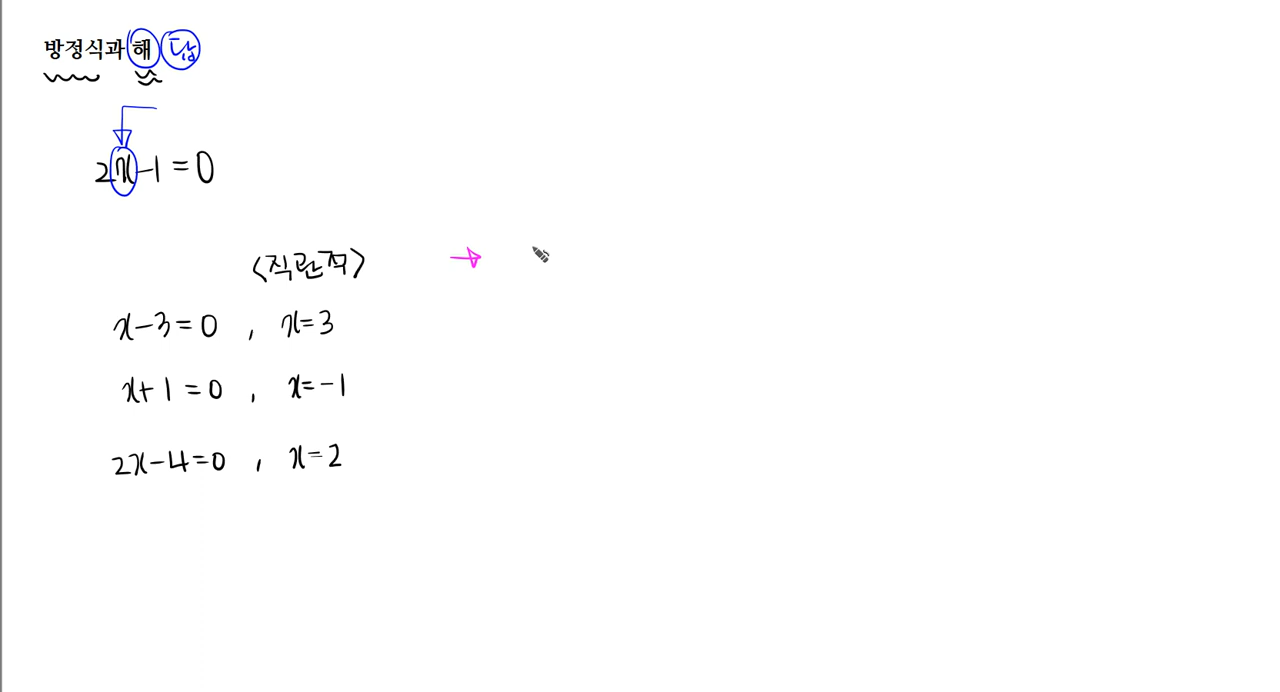 방정식과 해 답
2x-1=0
<직관적> →
x-3=0 , x=3
x+1=0 , x=-1
2x-4=0 , x=2